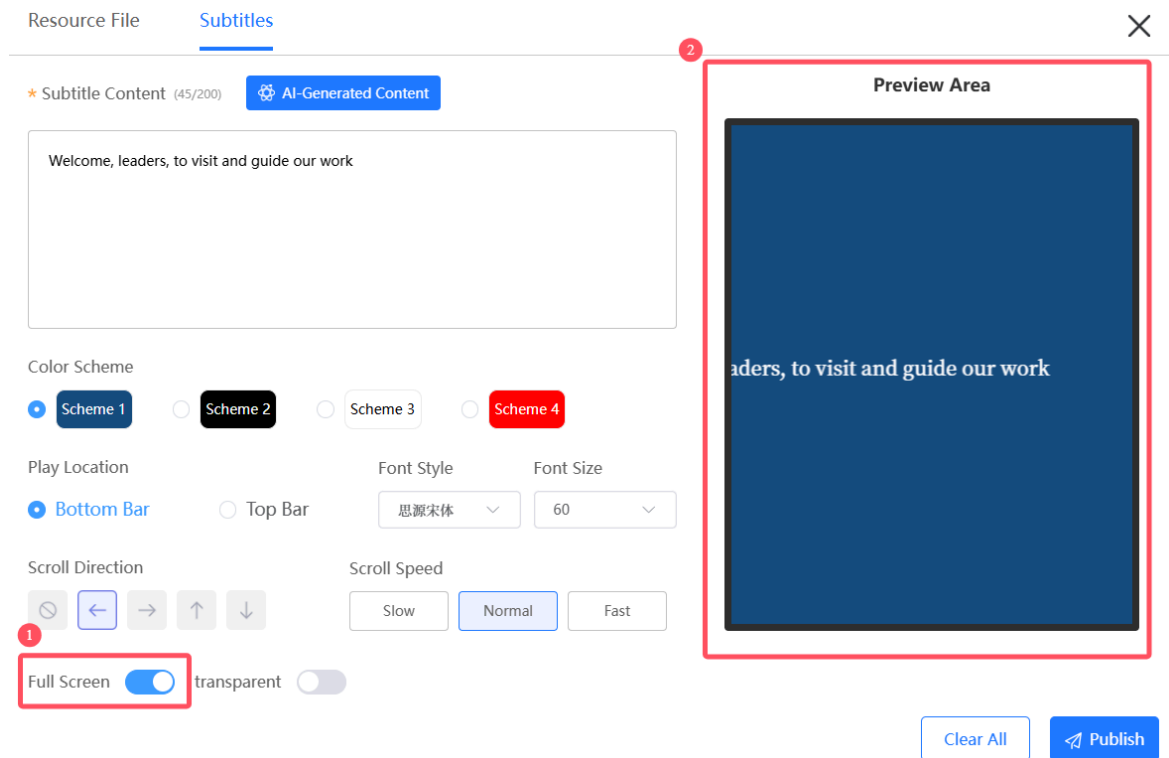 Resource File Subtitles
2
* Subtitle Content (45/200) AI-Generated Content
Preview Area
Welcome, leaders, to visit and guide our work
aders, to visit and guide our work
Color Scheme
Scheme 1 Scheme 2 Scheme 3 Scheme 4
Play Location Font Style Font Size
Bottom Bar Top Bar 思源宋体 60
Scroll Direction Scroll Speed
Slow Normal Fast
1
Full Screen transparent
Clear All Publish